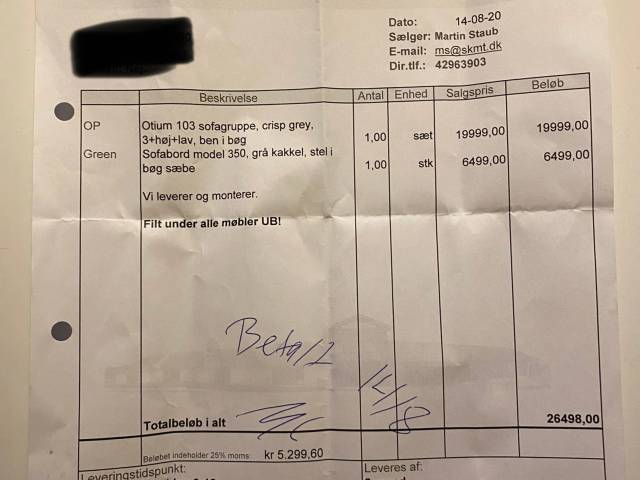 Dato: 14-08-20
Sælger: Martin Staub
E-mail: ms@skmt.dk
Dir.tlf.: 42963903
Beskrivelse Antal Enhed Salgspris Beløb
OP Otium 103 sofagruppe, crisp grey,
3+høj+lav, ben i bøg 1,00 sæt 19999,00 19999,00
Green Sofabord model 350, grå kakkel, stel i
bøg sæbe 1,00 stk 6499,00 6499,00
Vi leverer og monterer.
Filt under alle møbler UB!
Betalt
14/8
Totalbeløb i alt 26498,00
Beløbet indeholder 25% moms: kr 5.299,60
Leveringstidspunkt: Leveres af: